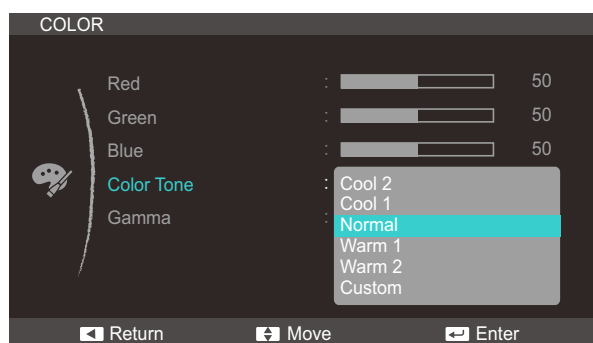 COLOR
Red : 50
Green : 50
Blue : 50
Color Tone : Cool 2
Cool 1
Gamma : Normal
Warm 1
Warm 2
Custom
Return Move Enter